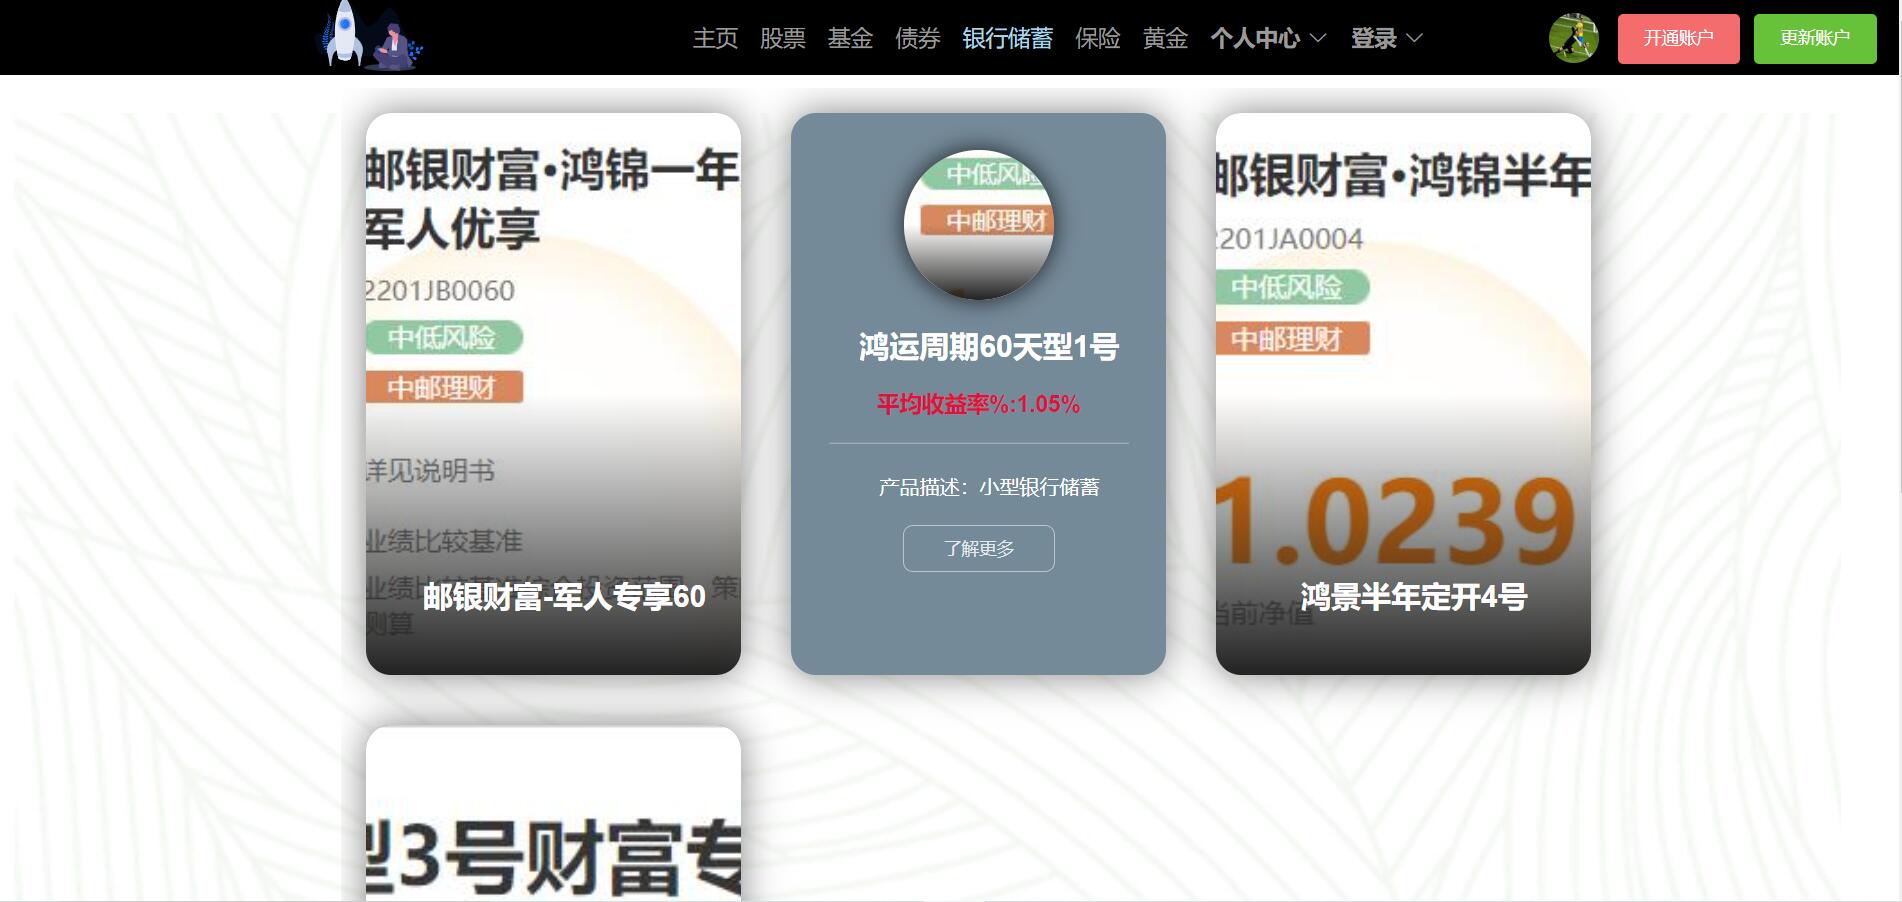 主页 股票 基金 债券 银行储蓄 保险 黄金 个人中心 登录 开通账户 更新账户
邮银财富·鸿锦一年
军人优享
2201JB0060
中低风险
中邮理财
详见说明书
业绩比较基准
测算
邮银财富-军人专享60
中低风险
中邮理财
鸿运周期60天型1号
平均收益率%:1.05%
产品描述：小型银行储蓄
了解更多
邮银财富·鸿锦半年
2201JA0004
中低风险
中邮理财
1.0239
当前净值
鸿景半年定开4号
型3号财富专